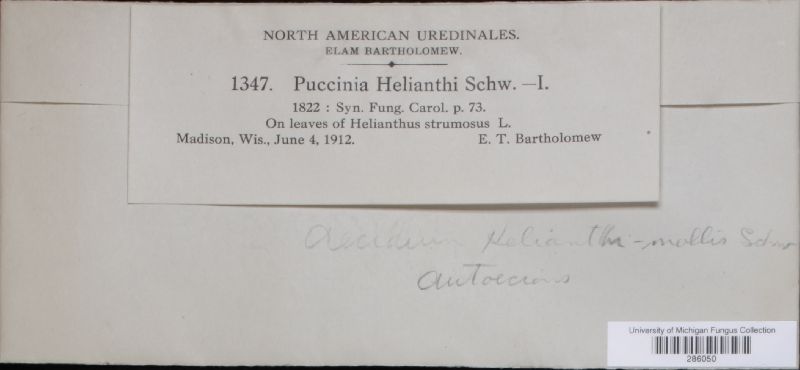 NORTH AMERICAN UREDINALES.
ELAM BARTHOLOMEW.
1347. Puccinia Helianthi Schw. —I.
1822 : Syn. Fung. Carol. p. 73.
On leaves of Helianthus strumosus L.
Madison, Wis., June 4, 1912. E. T. Bartholomew
Aecidium Helianthi-mollis Schw
autoecious
University of Michigan Fungus Collection
286050